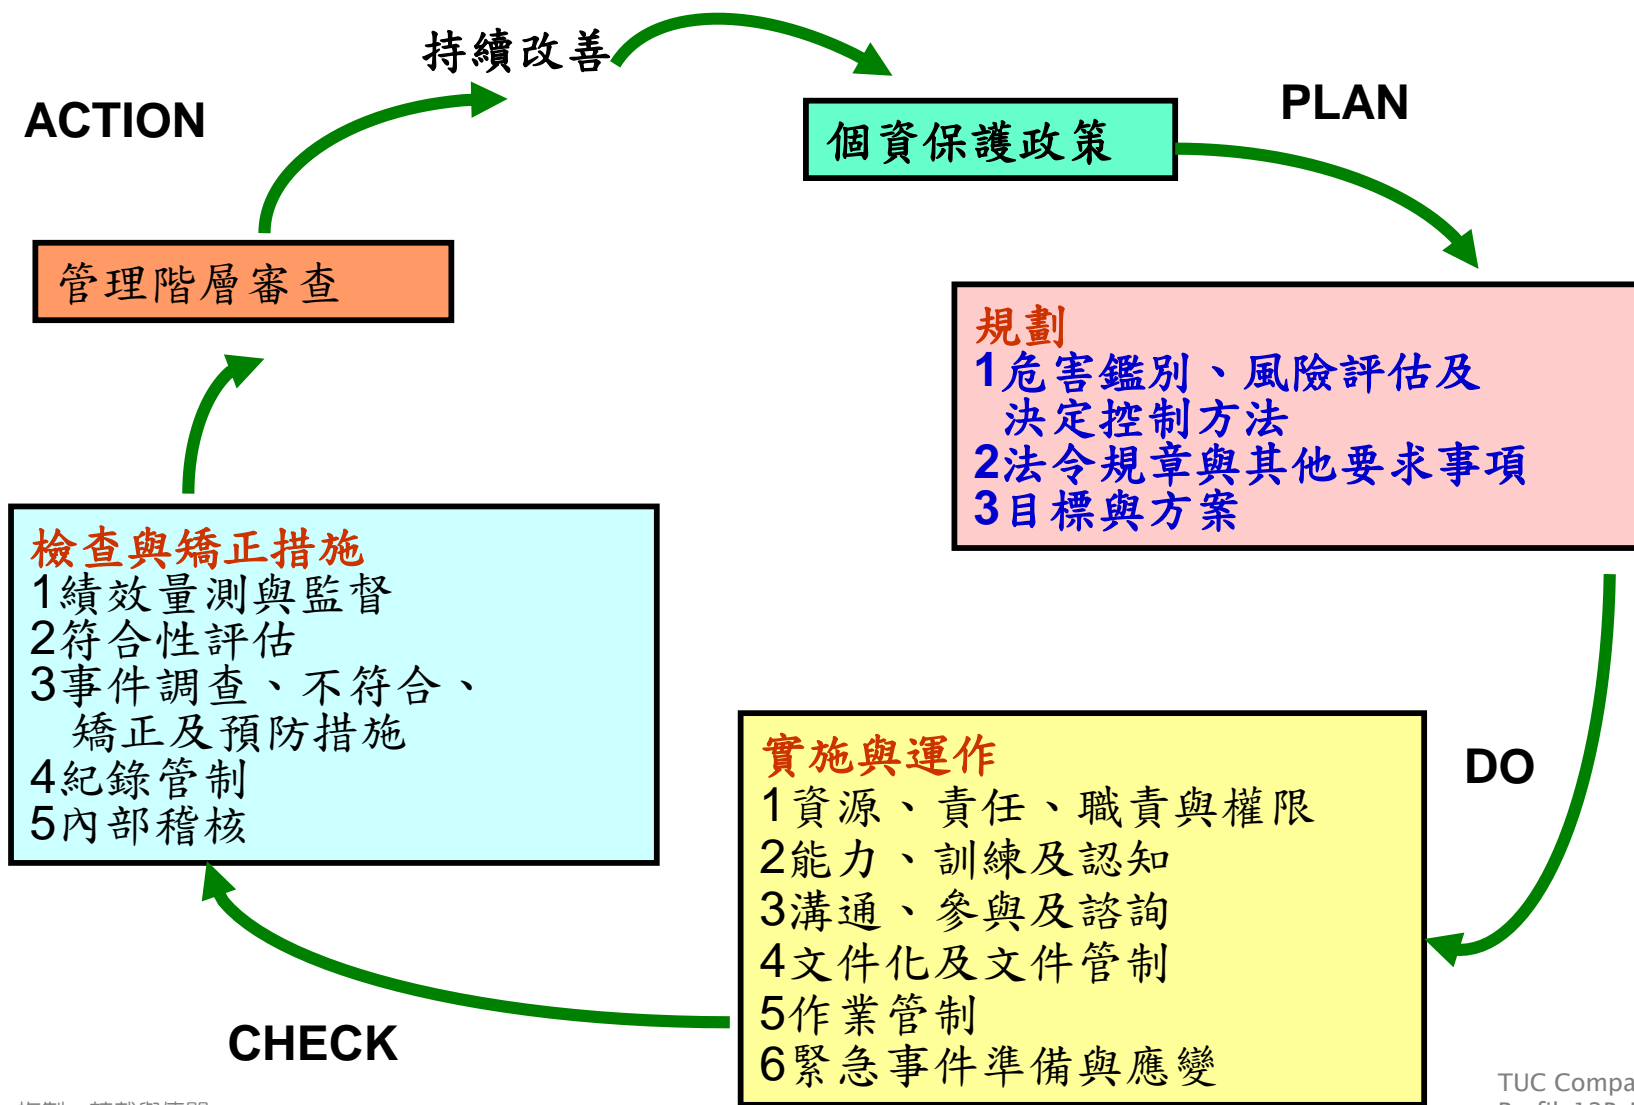 持續改善
ACTION
PLAN
個資保護政策
管理階層審查
規劃
1危害鑑別、風險評估及
決定控制方法
2法令規章與其他要求事項
3目標與方案
檢查與矯正措施
1績效量測與監督
2符合性評估
3事件調查、不符合、
矯正及預防措施
4紀錄管制
5內部稽核
實施與運作
1資源、責任、職責與權限
2能力、訓練及認知
3溝通、參與及諮詢
4文件化及文件管制
5作業管制
6緊急事件準備與應變
DO
CHECK
TUC Compa